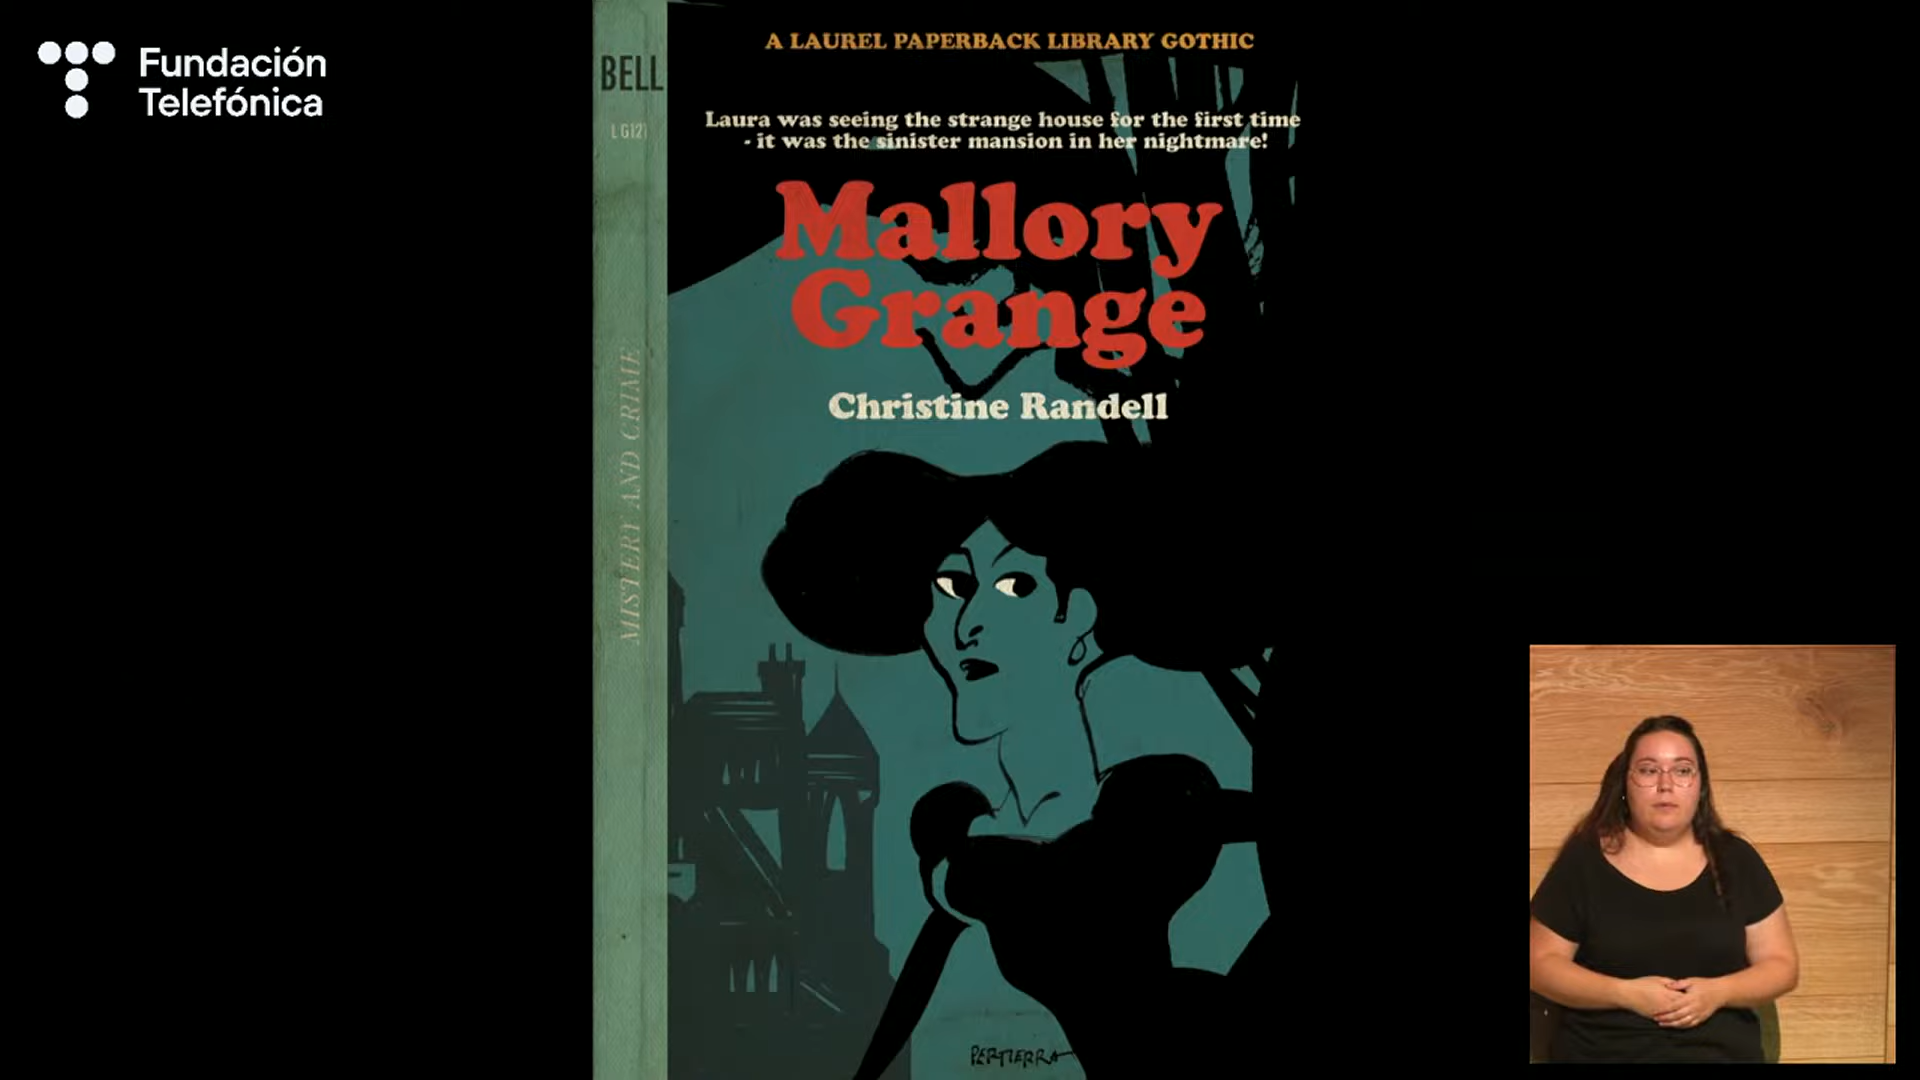 Fundación
Telefónica
BELL
MISTERY AND CRIME
A LAUREL PAPERBACK LIBRARY GOTHIC
Laura was seeing the strange house for the first time
- it was the sinister mansion in her nightmare!
Mallory
Grange
Christine Randell
PERTIERRA